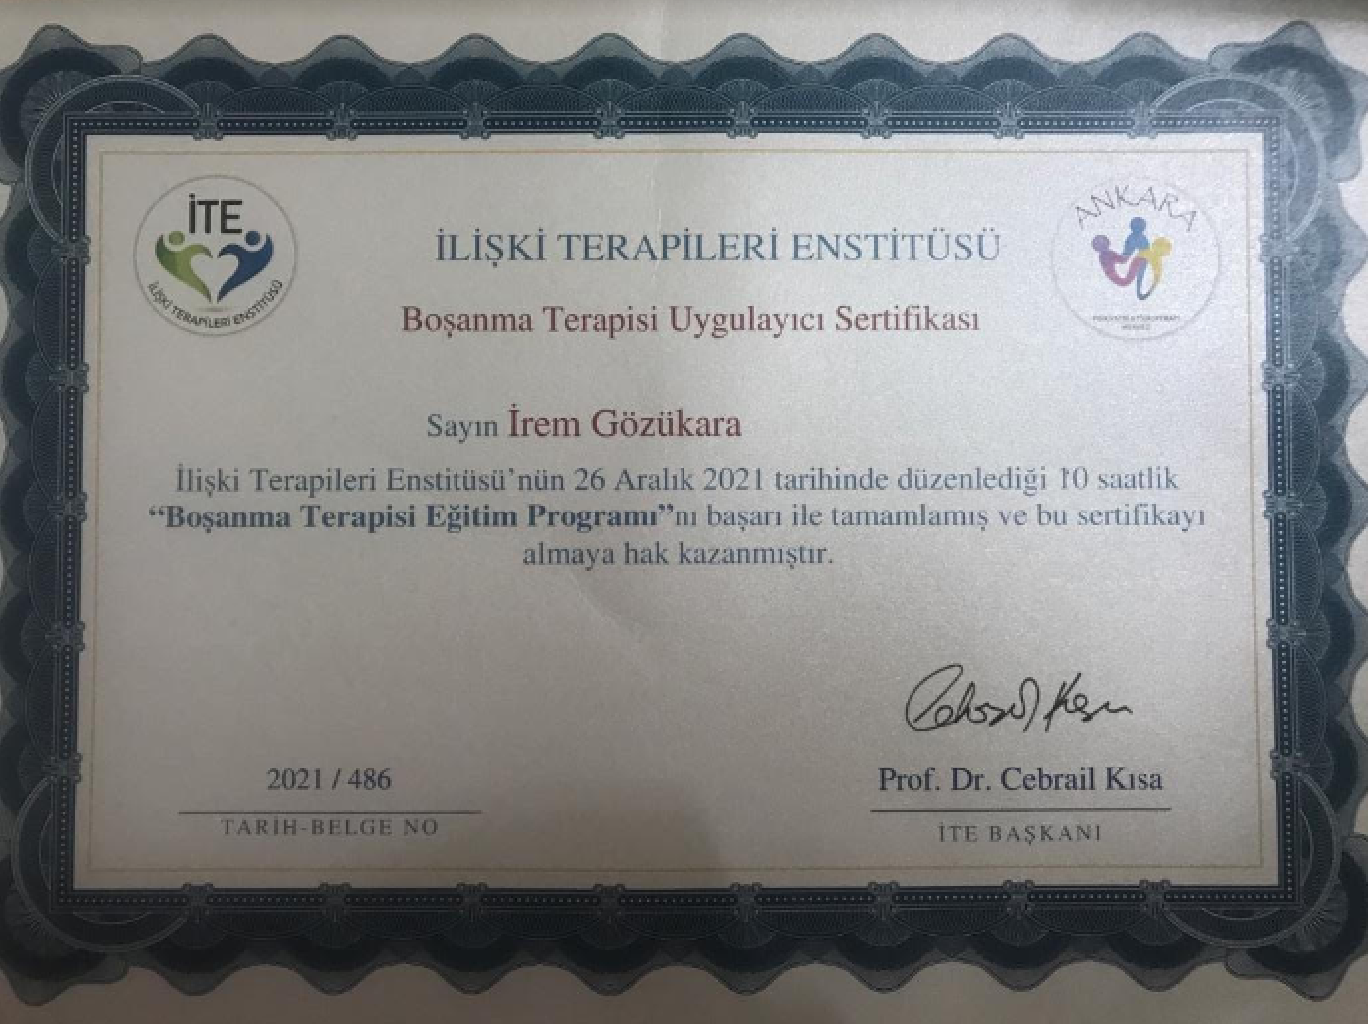 İTE
İLİŞKİ TERAPİLERİ ENSTİTÜSÜ
ANKARA
İLİŞKİ TERAPİLERİ ENSTİTÜSÜ
Boşanma Terapisi Uygulayıcı Sertifikası
Sayın İrem Gözükara
İlişki Terapileri Enstitüsü’nün 26 Aralık 2021 tarihinde düzenlediği 10 saatlik
“Boşanma Terapisi Eğitim Programı”nı başarı ile tamamlamış ve bu sertifikayı
almaya hak kazanmıştır.
2021 / 486
TARİH-BELGE NO
Prof. Dr. Cebrail Kısa
İTE BAŞKANI